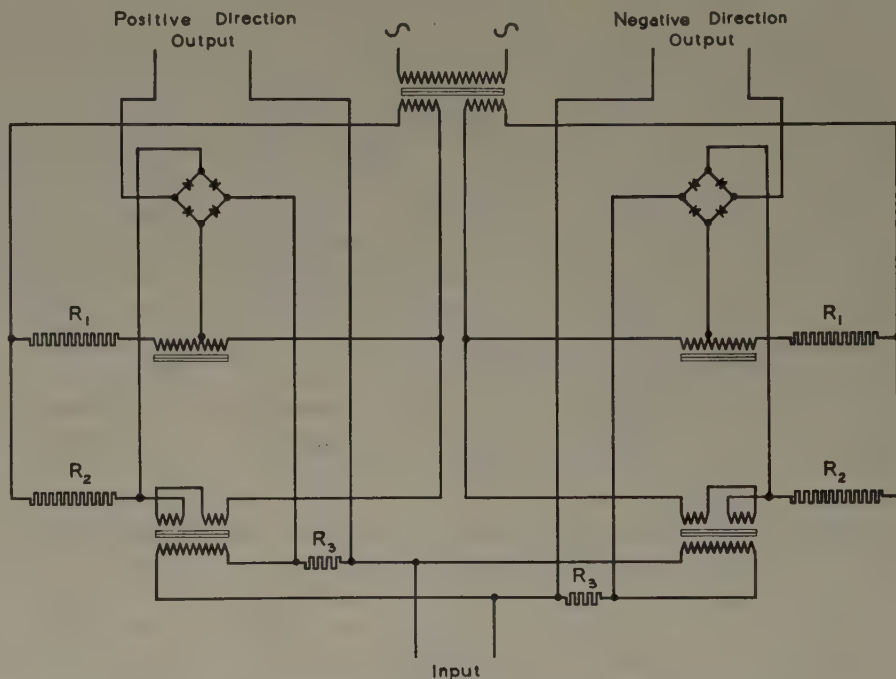 Positive Direction
Output
Negative Direction
Output
R₁
R₁
R₂
R₂
R₃
R₃
Input